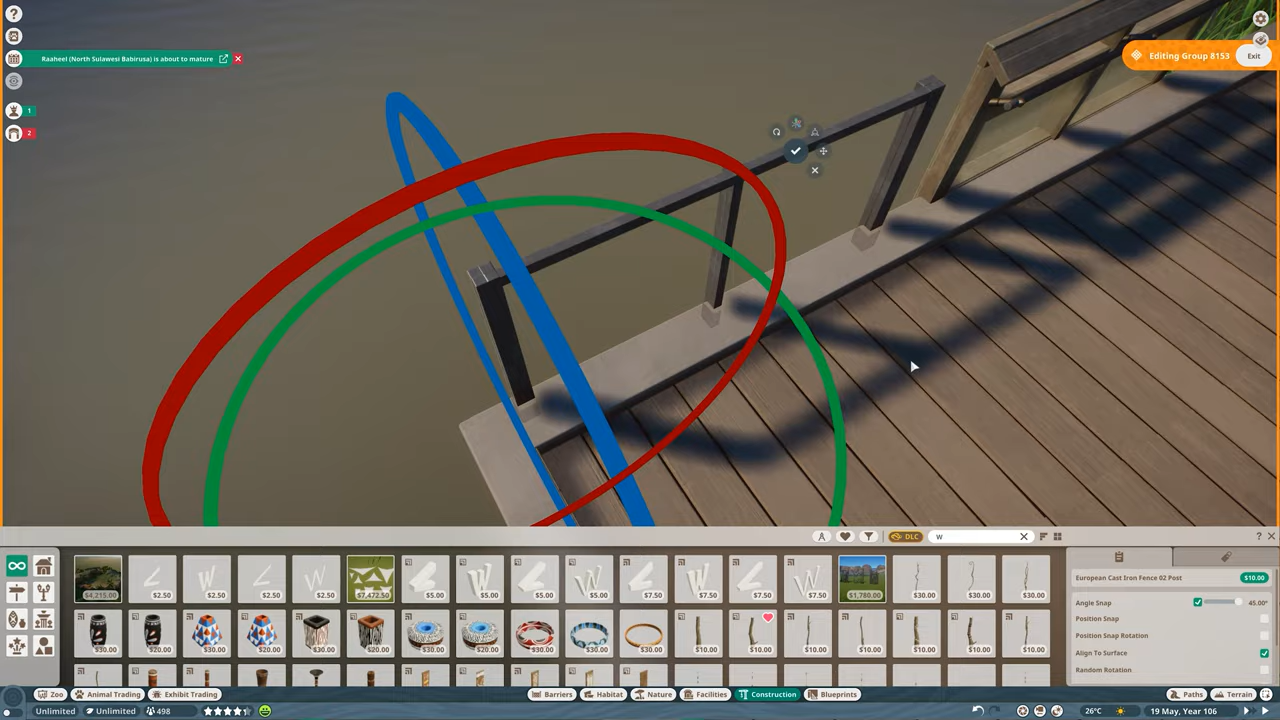 Raaheel (North Sulawesi Babirusa) is about to mature
Editing Group 8153
Exit
1
2
DLC
w
$4,215.00
$2.50
$2.50
$2.50
$2.50
$7,472.50
$5.00
$5.00
$5.00
$5.00
$7.50
$7.50
$7.50
$7.50
$1,780.00
$30.00
$30.00
$30.00
$30.00
$20.00
$30.00
$20.00
$30.00
$20.00
$30.00
$20.00
$30.00
$20.00
$30.00
$10.00
$10.00
$10.00
$10.00
$10.00
$10.00
$10.00
European Cast Iron Fence 02 Post
$10.00
Angle Snap
45.00°
Position Snap
Position Snap Rotation
Align To Surface
Random Rotation
Zoo
Animal Trading
Exhibit Trading
Barriers
Habitat
Nature
Facilities
Construction
Blueprints
Paths
Terrain
Unlimited
Unlimited
498
26°C
19 May, Year 106